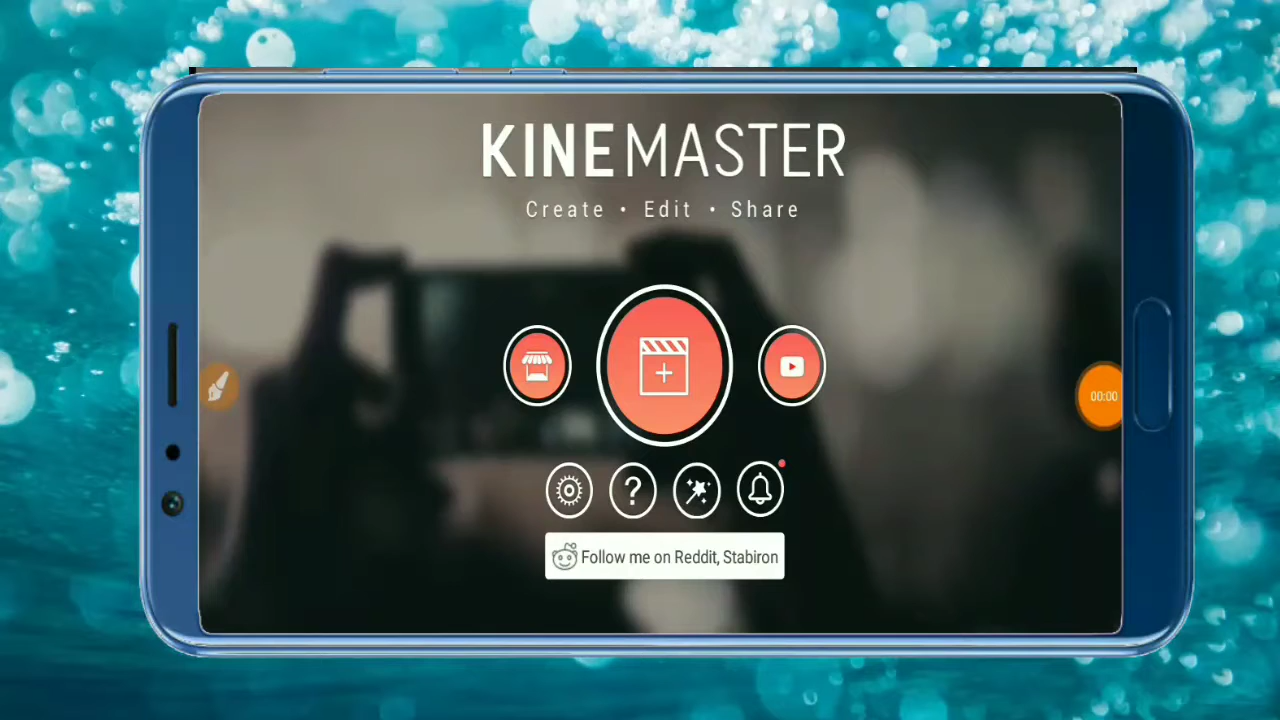 KINEMASTER
Create • Edit • Share
00:00
Follow me on Reddit, Stabiron